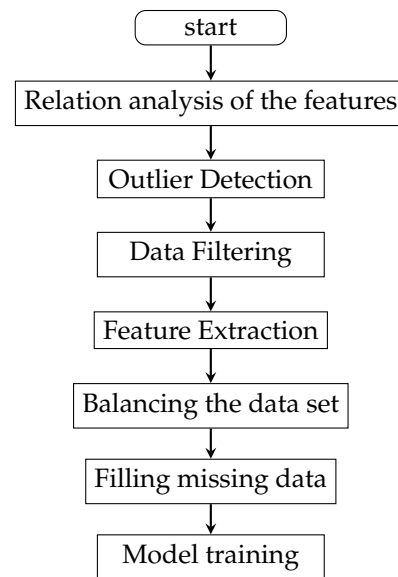 start
Relation analysis of the features
Outlier Detection
Data Filtering
Feature Extraction
Balancing the data set
Filling missing data
Model training